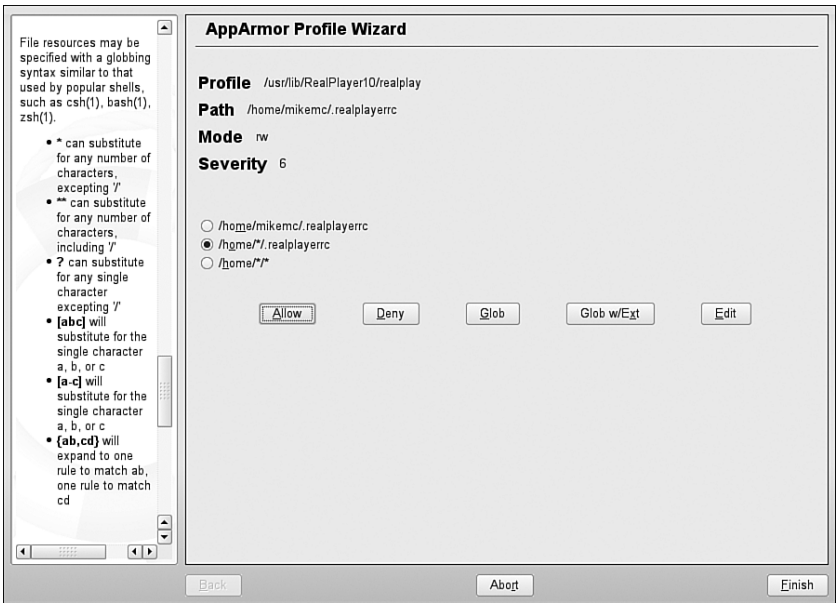 File resources may be
specified with a globbing
syntax similar to that
used by popular shells,
such as csh(1), bash(1),
zsh(1).
• * can substitute
for any number of
characters,
excepting '/'
• ** can substitute
for any number of
characters,
including '/'
• ? can substitute
for any single
character
excepting '/'
• [abc] will
substitute for the
single character
a, b, or c
• [a-c] will
substitute for the
single character
a, b, or c
• {ab,cd} will
expand to one
rule to match ab,
one rule to match
cd
AppArmor Profile Wizard
Profile /usr/lib/RealPlayer10/realplay
Path /home/mikemc/.realplayerrc
Mode rw
Severity 6
/home/mikemc/.realplayerrc
/home/*/.realplayerrc
/home/*/*
Allow Deny Glob Glob w/Ext Edit
Back Abort Finish